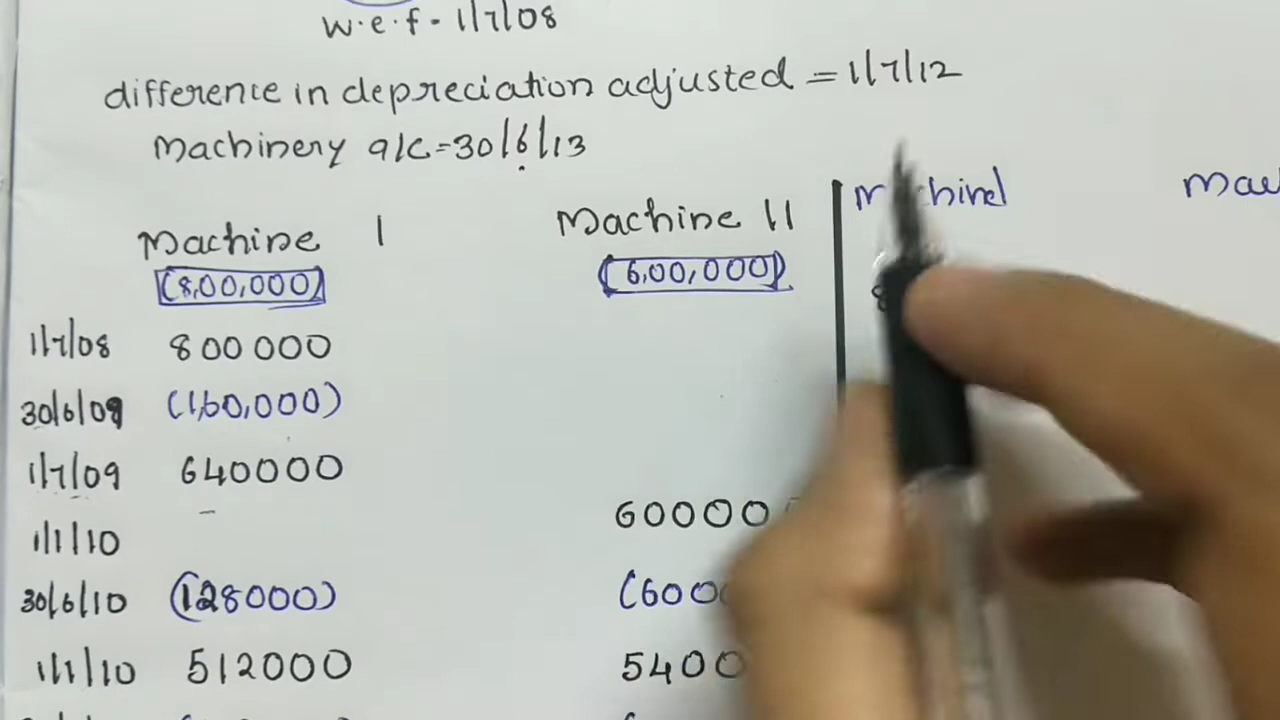 w.e.f- 1/7/08
difference in depreciation adjusted = 1/7/12
Machinery a/c=30/6/13
Machine I
Machine II
(8,00,000)
(6,00,000)
1/7/08 800000
30/6/09 (1,60,000)
1/7/09 640000
1/1/10
30/6/10 (128000)
1/1/10 512000